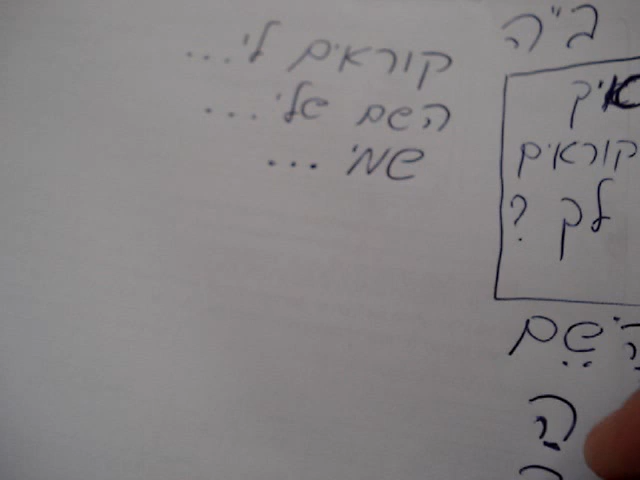 ב"ה
איך
קוראים
לך ?
קוראים לי...
השם שלי...
שמי ...
הַ